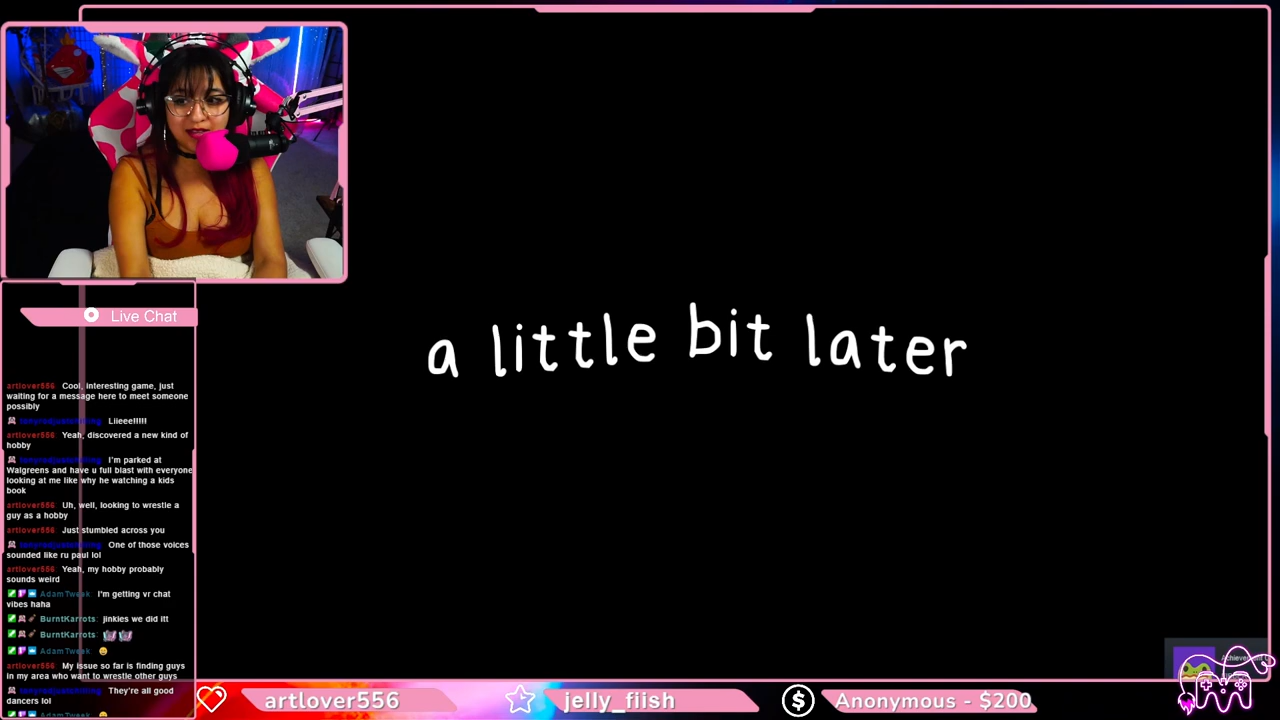 a little bit later
Live Chat
artlover556 Cool, interesting game, just
waiting for a message here to meet someone
possibly
Liieee!!!!!
artlover556 Yeah, discovered a new kind of
hobby
I'm parked at
Walgreens and have u full blast with everyone
looking at me like why he watching a kids
book
artlover556 Uh, well, looking to wrestle a
guy as a hobby
artlover556 Just stumbled across you
One of those voices
sounded like ru paul lol
artlover556 Yeah, my hobby probably
sounds weird
AdamTweek: I'm getting vr chat
vibes haha
BurntKarrots: jinkies we did itt
BurntKarrots:
AdamTweek:
artlover556 My issue so far is finding guys
in my area who want to wrestle other guys
They're all good
dancers lol
AdamTweek:
Achievement
artlover556
jelly_fiish
Anonymous - $200